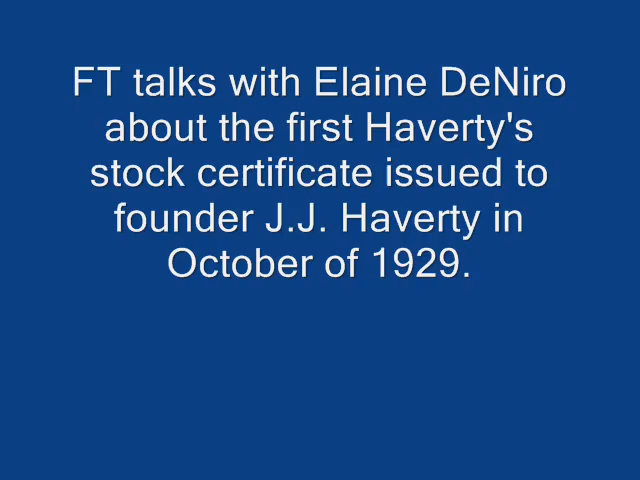 FT talks with Elaine DeNiro
about the first Haverty's
stock certificate issued to
founder J.J. Haverty in
October of 1929.